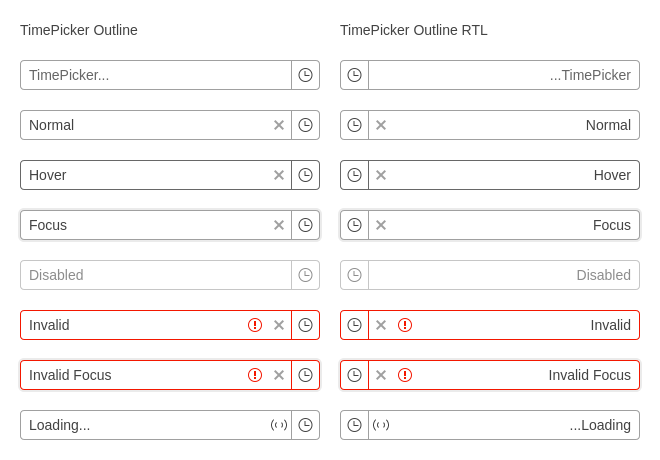 TimePicker Outline
TimePicker...
Normal
Hover
Focus
Disabled
Invalid
Invalid Focus
Loading...
TimePicker Outline RTL
...TimePicker
Normal
Hover
Focus
Disabled
Invalid
Invalid Focus
...Loading